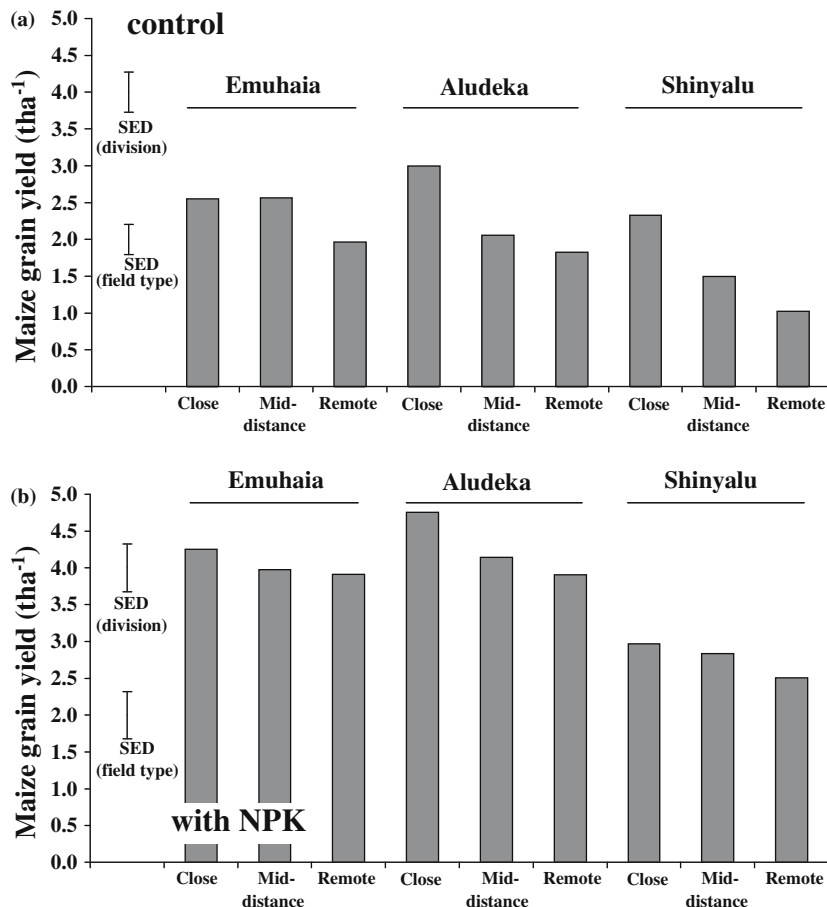 (a)
control
Maize grain yield (tha-1)
5.0
4.5
4.0
3.5
3.0
2.5
2.0
1.5
1.0
0.5
0.0
SED
(division)
SED
(field type)
Emuhaia
Aludeka
Shinyalu
Close
Mid-
distance
Remote
Close
Mid-
distance
Remote
Close
Mid-
distance
Remote
(b)
with NPK
Maize grain yield (tha-1)
5.0
4.5
4.0
3.5
3.0
2.5
2.0
1.5
1.0
0.5
0.0
SED
(division)
SED
(field type)
Emuhaia
Aludeka
Shinyalu
Close
Mid-
distance
Remote
Close
Mid-
distance
Remote
Close
Mid-
distance
Remote